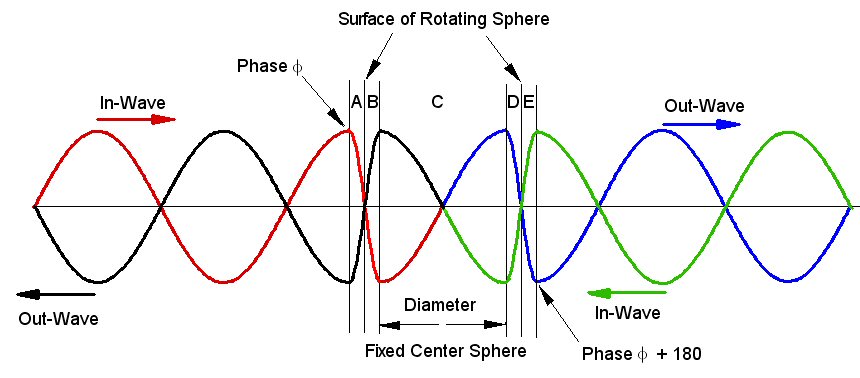 Surface of Rotating Sphere
Phase ϕ
In-Wave
A B C D E
Out-Wave
Out-Wave
Diameter
In-Wave
Fixed Center Sphere
Phase ϕ + 180